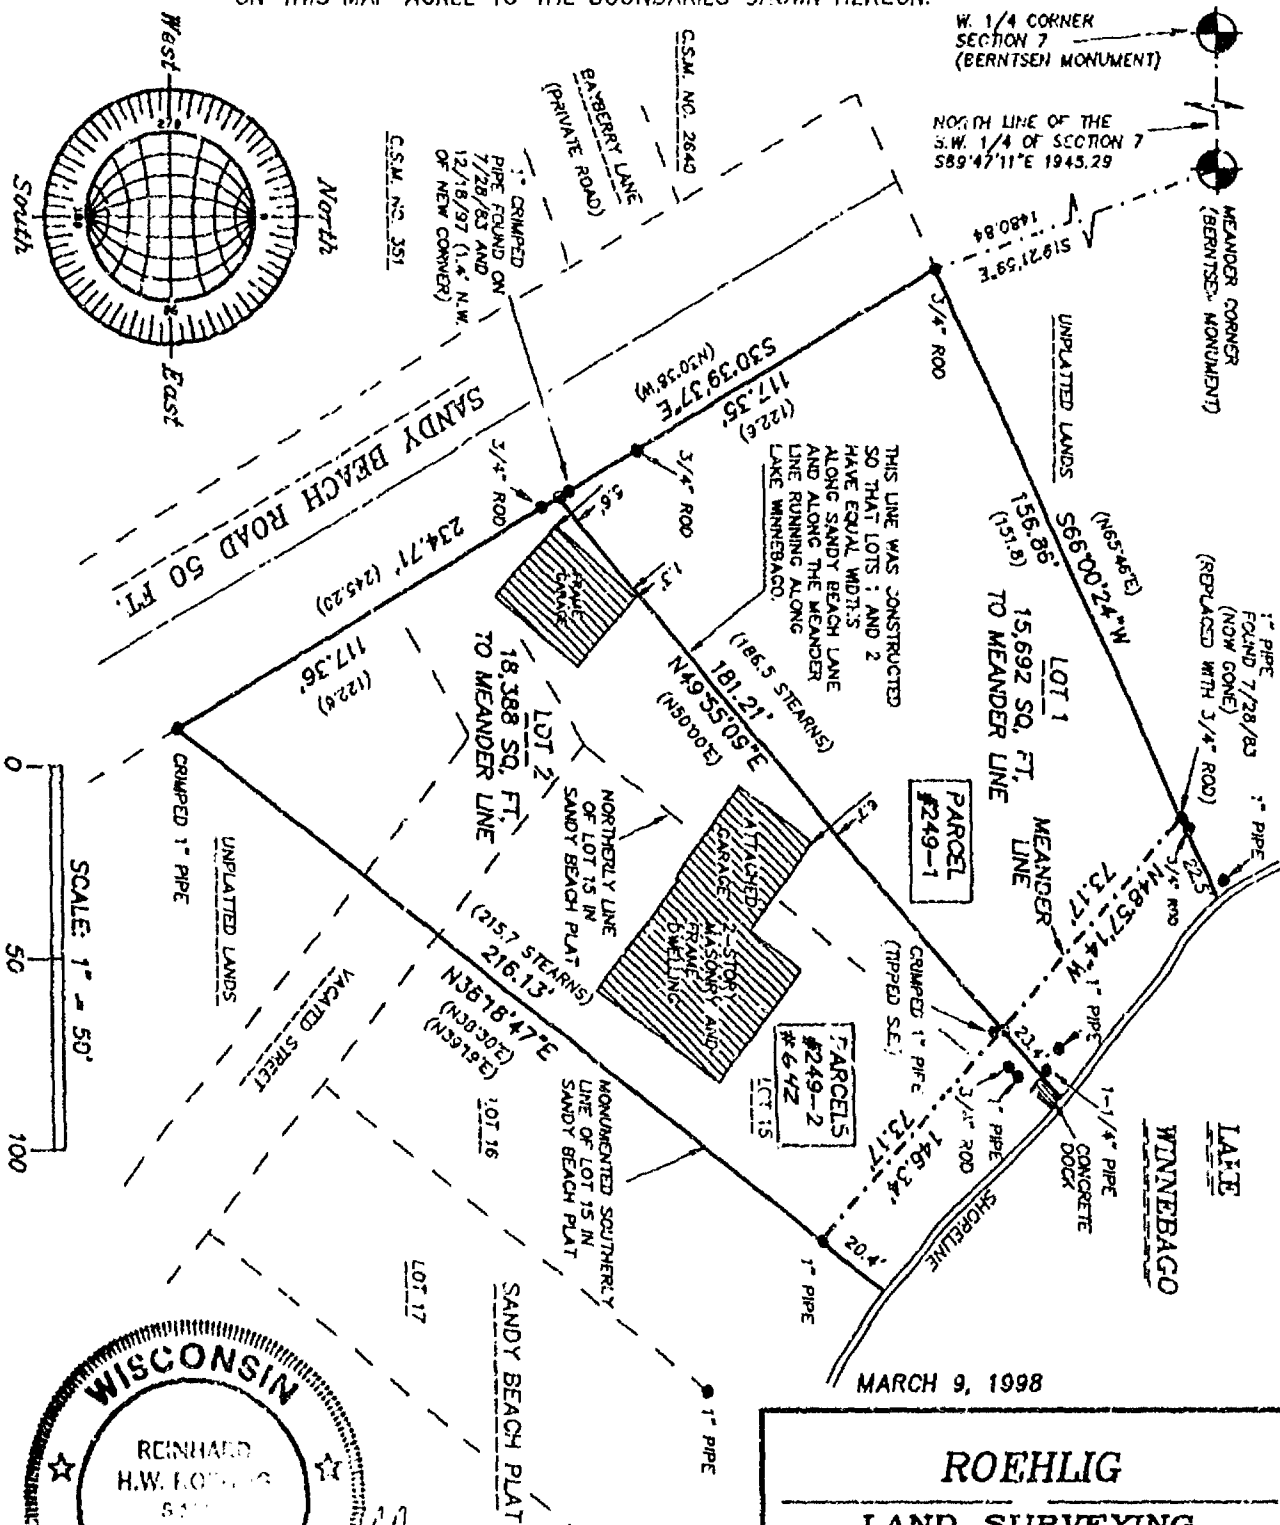 ON THIS MAP AGREE TO THE BOUNDARIES SHOWN HEREON.
W. 1/4 CORNER
SECTION 7
(BERNTSEN MONUMENT)
NORTH LINE OF THE
S.W. 1/4 OF SECTION 7
S89°47'11"E 1945.29
MEANDER CORNER
(BERNTSEN MONUMENT)
S19°21'59"E
1480.84
West
North
South
East
C.S.M. NO. 2640
BAYBERRY LANE
(PRIVATE ROAD)
C.S.M. NO. 351
1" CRIMPED
PIPE FOUND ON
7/28/83 AND
12/18/97 (1.4' N.W.
OF NEW CORNER)
SANDY BEACH ROAD 50 FT.
3/4" ROD
S30°39'37"E
(N30°38'W)
117.35'
(122.6)
3/4" ROD
3/4" ROD
234.71' (245.20)
117.36'
(122.6)
CRIMPED 1" PIPE
UNPLATTED LANDS
(N65°46'E)
S66°00'24"W
156.86'
(151.8)
1" PIPE
FOUND 7/28/83
(NOW GONE)
(REPLACED WITH 3/4" ROD)
1" PIPE
22.5
3/4" ROD
LOT 1
15,692 SQ. FT.
TO MEANDER LINE
THIS LINE WAS CONSTRUCTED
SO THAT LOTS 1 AND 2
HAVE EQUAL WIDTHS
ALONG SANDY BEACH LANE
AND ALONG THE MEANDER
LINE RUNNING ALONG
LAKE WINNEBAGO.
(186.5 STEARNS)
181.21'
N49°55'09"E
(N50°00'E)
5.6'
1.3'
FRAME
GARAGE
PARCEL
#249-1
MEANDER
LINE
N48°57'14"W
73.17'
1" PIPE
LOT 2
18,388 SQ. FT.
TO MEANDER LINE
NORTHERLY LINE
OF LOT 15 IN
SANDY BEACH PLAT
ATTACHED
GARAGE
2-STORY
MASONRY AND
FRAME
DWELLING
CRIMPED 1" PIPE
(TIPPED S.E.)
23.4'
1-1/4" PIPE
1" PIPE
3/4" ROD
CONCRETE
DOCK
PARCELS
#249-2
#642
LOT 15
146.34'
73.17'
LAKE
WINNEBAGO
SHORELINE
20.4'
1" PIPE
(215.7 STEARNS)
216.13'
N38°18'47"E
(N38°30'E)
(N39°19'E)
MONUMENTED SOUTHERLY
LINE OF LOT 15 IN
SANDY BEACH PLAT
UNPLATTED LANDS
VACATED STREET
LOT 16
LOT 17
SANDY BEACH PLAT
1" PIPE
0 50 100
SCALE: 1" = 50'
WISCONSIN
REINHARD
H.W.
MARCH 9, 1998
ROEHLIG
LAND SURVEYING